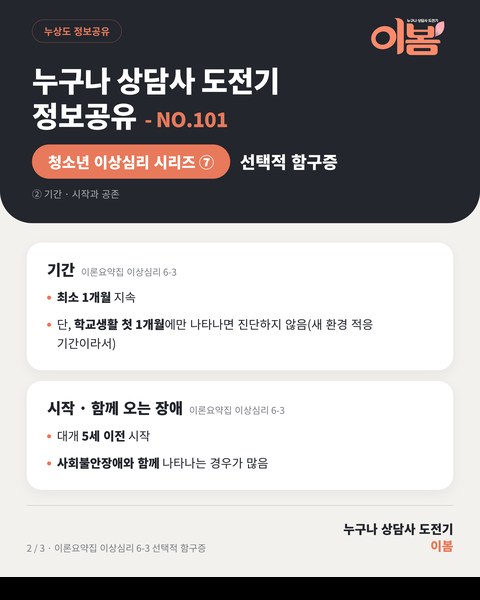 누상도 정보공유
누구나 상담사 도전기
이봄
누구나 상담사 도전기
정보공유 - NO.101
청소년 이상심리 시리즈 ⑦ 선택적 함구증
② 기간 · 시작과 공존
기간 이론요약집 이상심리 6-3
• 최소 1개월 지속
• 단, 학교생활 첫 1개월에만 나타나면 진단하지 않음(새 환경 적응
기간이라서)
시작 · 함께 오는 장애 이론요약집 이상심리 6-3
• 대개 5세 이전 시작
• 사회불안장애와 함께 나타나는 경우가 많음
누구나 상담사 도전기
2 / 3 · 이론요약집 이상심리 6-3 선택적 함구증
이봄